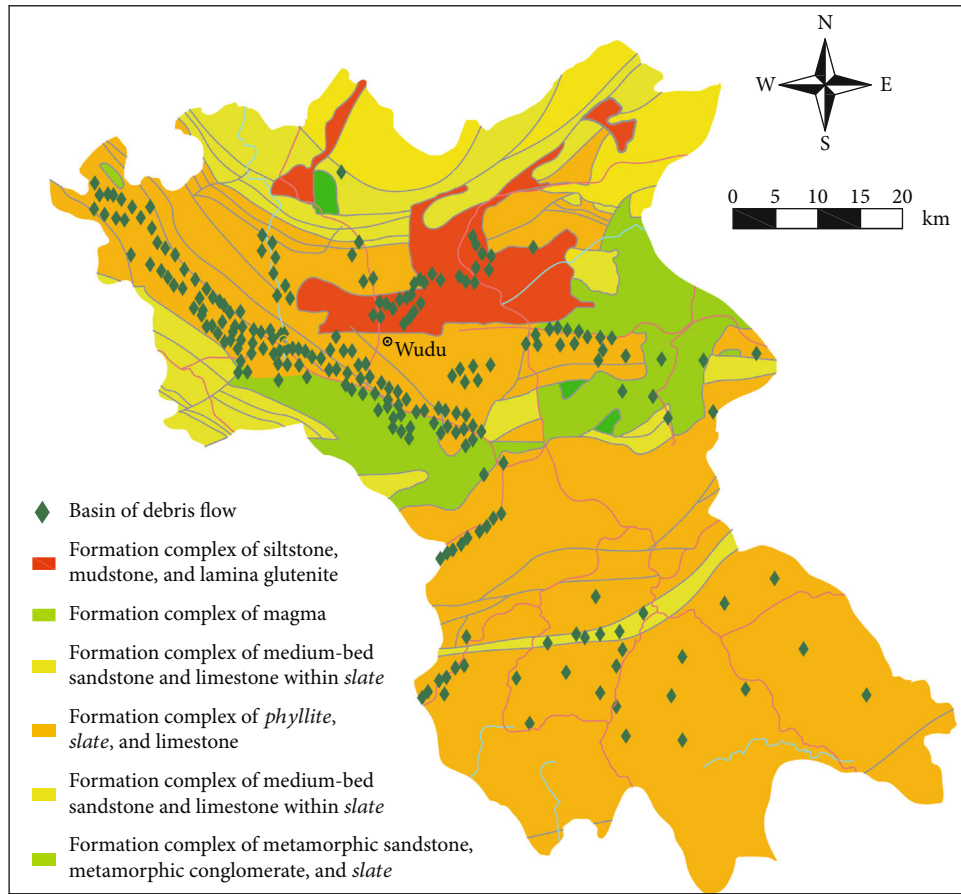 N
W E
S
0 5 10 15 20
km
Wudu
Basin of debris flow
Formation complex of siltstone,
mudstone, and lamina glutenite
Formation complex of magma
Formation complex of medium-bed
sandstone and limestone within slate
Formation complex of phyllite,
slate, and limestone
Formation complex of medium-bed
sandstone and limestone within slate
Formation complex of metamorphic sandstone,
metamorphic conglomerate, and slate